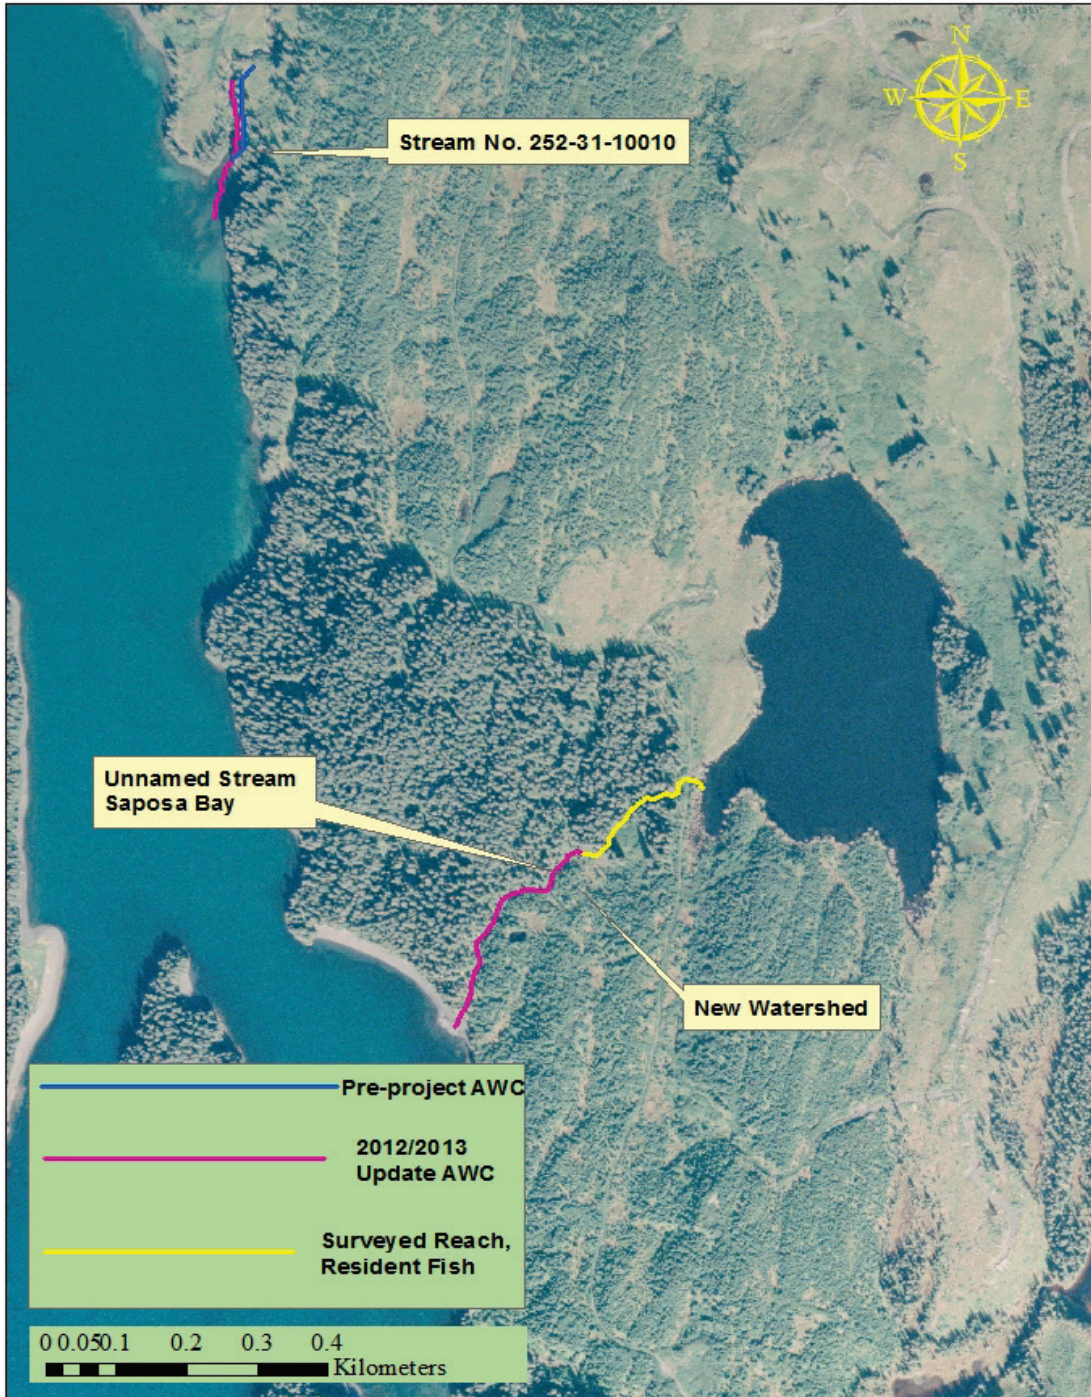 N
W E
S
Stream No. 252-31-10010
Unnamed Stream
Saposa Bay
New Watershed
Pre-project AWC
2012/2013
Update AWC
Surveyed Reach,
Resident Fish
0 0.050.1 0.2 0.3 0.4
Kilometers